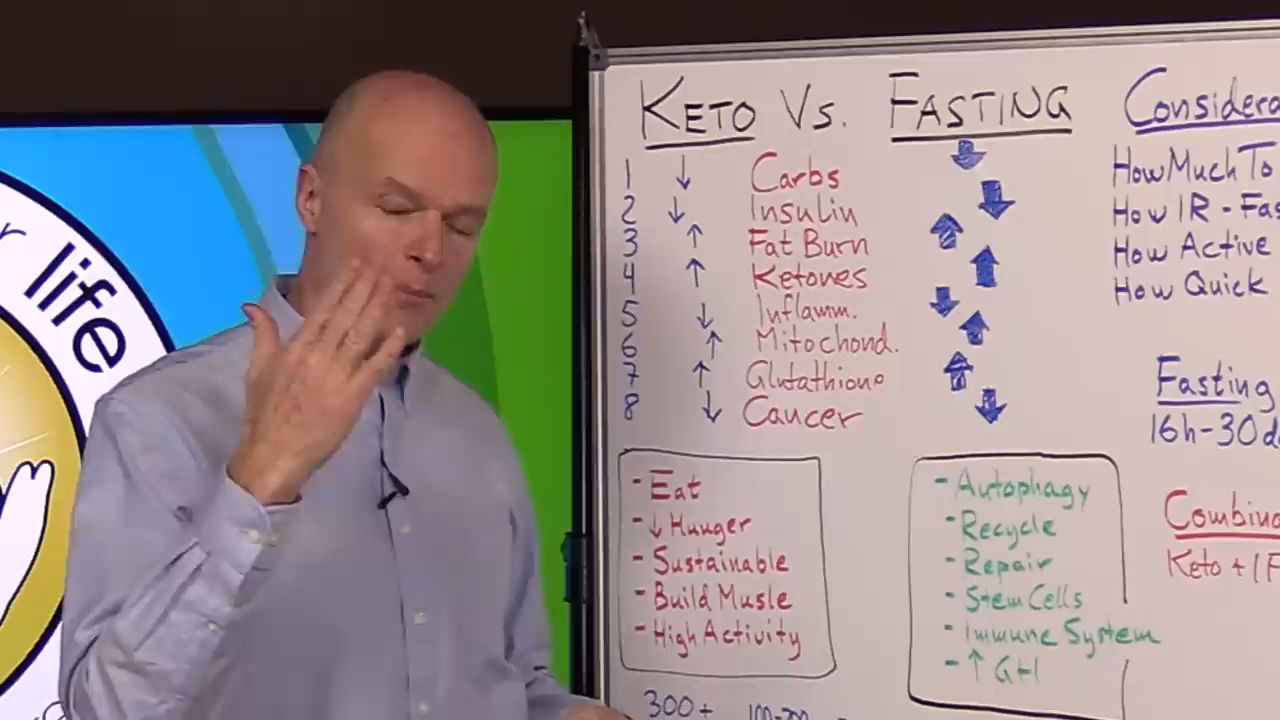 r life
KETO Vs. FASTING
1 ↓ Carbs ↓
2 ↓ Insulin ↓
3 ↑ Fat Burn ↑
4 ↑ Ketones ↑
5 ↓ Inflamm. ↓
6 ↑ Mitochond. ↑
7 ↑ Glutathione ↑
8 ↓ Cancer ↓
- Eat
- ↓ Hunger
- Sustainable
- Build Musle
- High Activity
300+
- Autophagy
- Recycle
- Repair
- Stem Cells
- Immune System
- ↑ GH
Considera
How Much To
How IR - Fas
How Active
How Quick
Fasting
16h-30d
Combina
Keto + IF